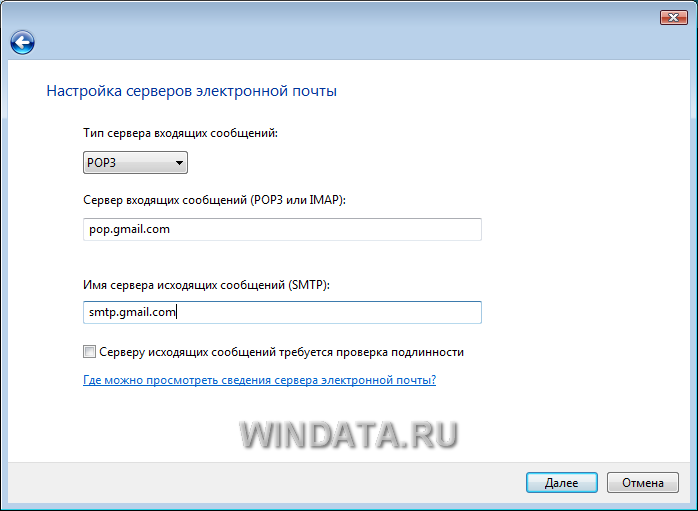 Настройка серверов электронной почты
Тип сервера входящих сообщений:
POP3
Сервер входящих сообщений (POP3 или IMAP):
pop.gmail.com
Имя сервера исходящих сообщений (SMTP):
smtp.gmail.com
Серверу исходящих сообщений требуется проверка подлинности
Где можно просмотреть сведения сервера электронной почты?
WINDATA.RU
Далее
Отмена